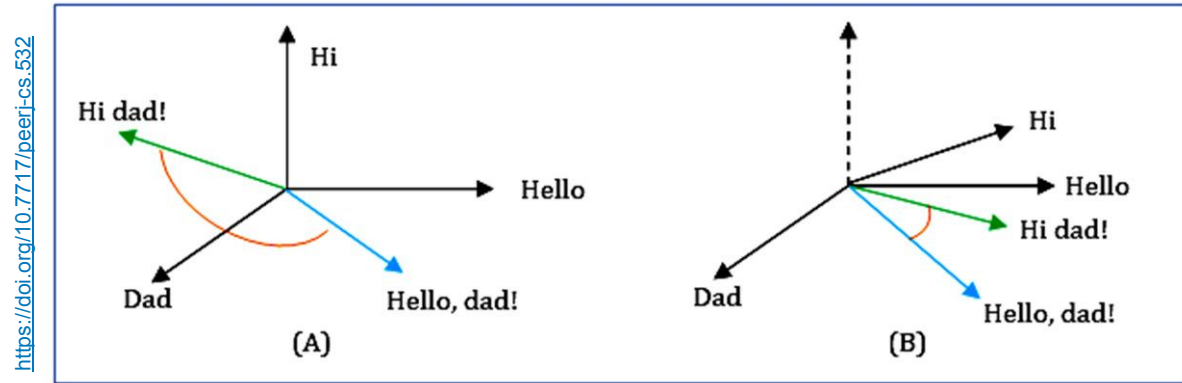 https://doi.org/10.7717/peerj-cs.532
Hi
Hi dad!
Hello
Dad
Hello, dad!
(A)
Hi
Hello
Hi dad!
Dad
Hello, dad!
(B)